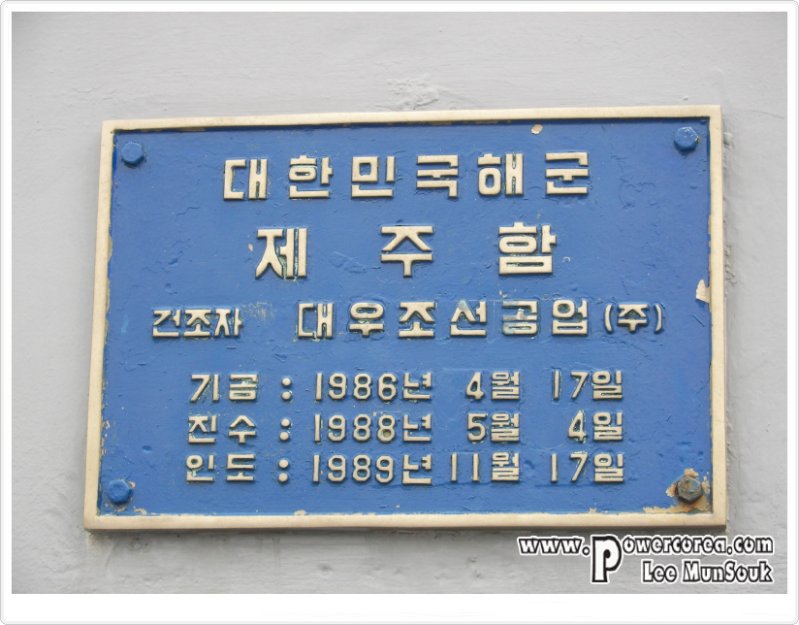 대한민국해군
제 주 함
건조자 대우조선공업(주)
기공 : 1986년 4월 17일
진수 : 1988년 5월 4일
인도 : 1989년 11월 17일
www.Powercorea.com
Lee MunSouk